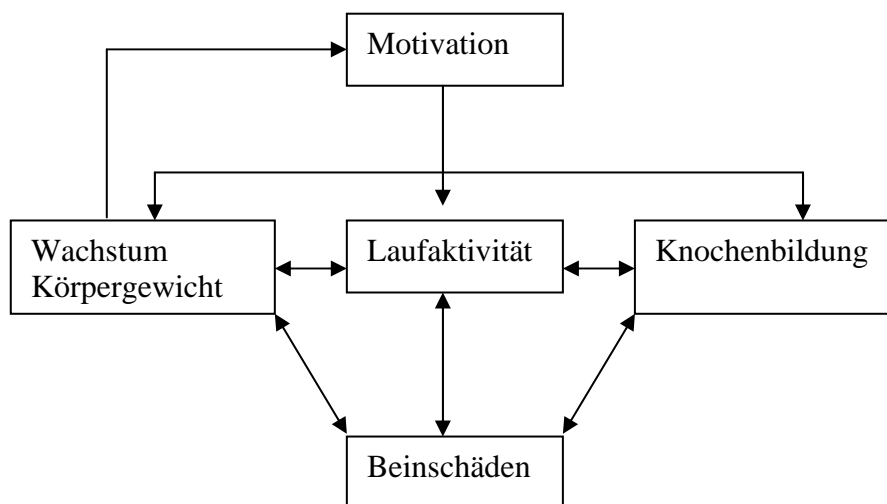 Motivation
Wachstum
Körpergewicht
Laufaktivität
Knochenbildung
Beinschäden